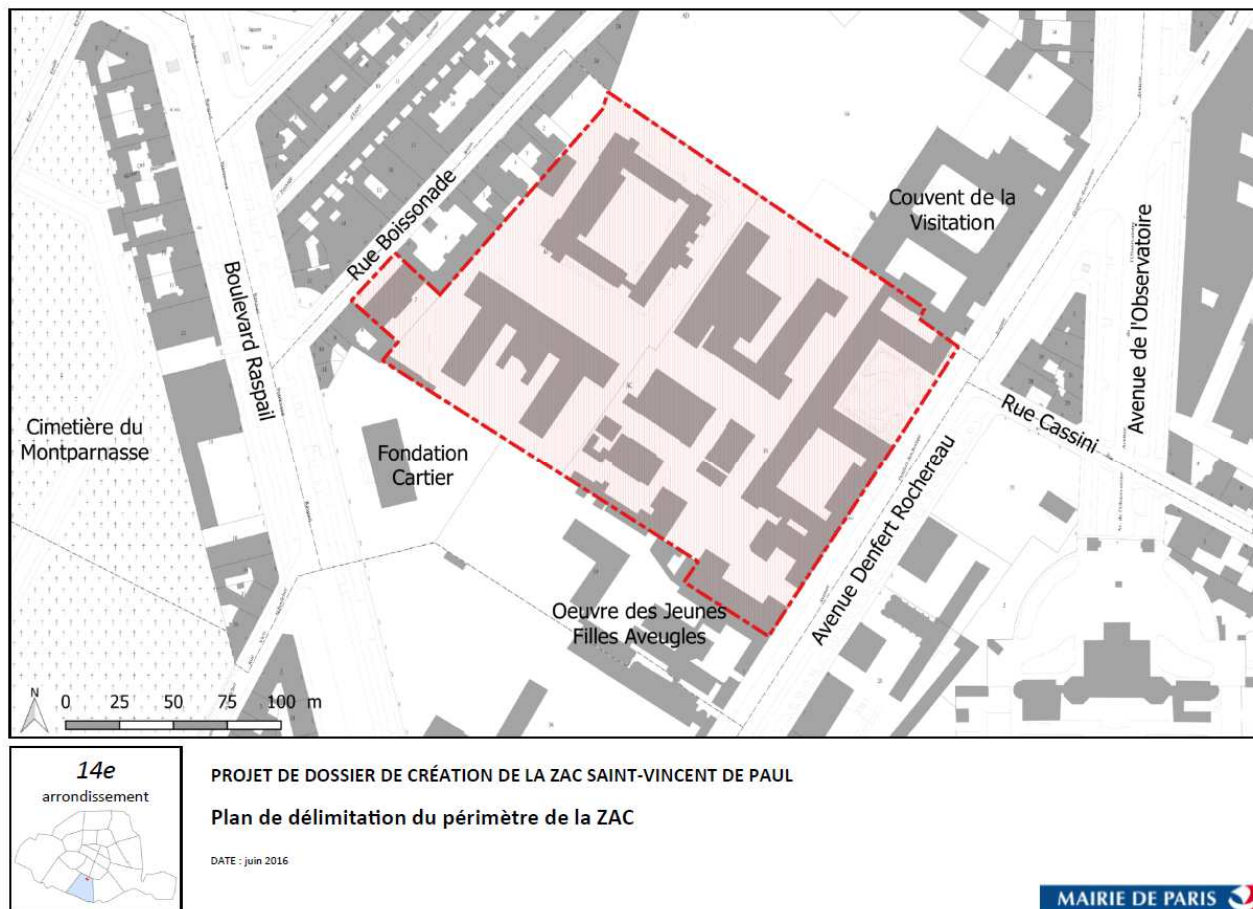 Rue Boissonade
Boulevard Raspail
Cimetière du
Montparnasse
Fondation
Cartier
Couvent de la
Visitation
Avenue de l'Observatoire
Rue Cassini
Avenue Denfert Rochereau
Oeuvre des Jeunes
Filles Aveugles
N
0 25 50 75 100 m
14e
arrondissement
PROJET DE DOSSIER DE CRÉATION DE LA ZAC SAINT-VINCENT DE PAUL
Plan de délimitation du périmètre de la ZAC
DATE : juin 2016
MAIRIE DE PARIS